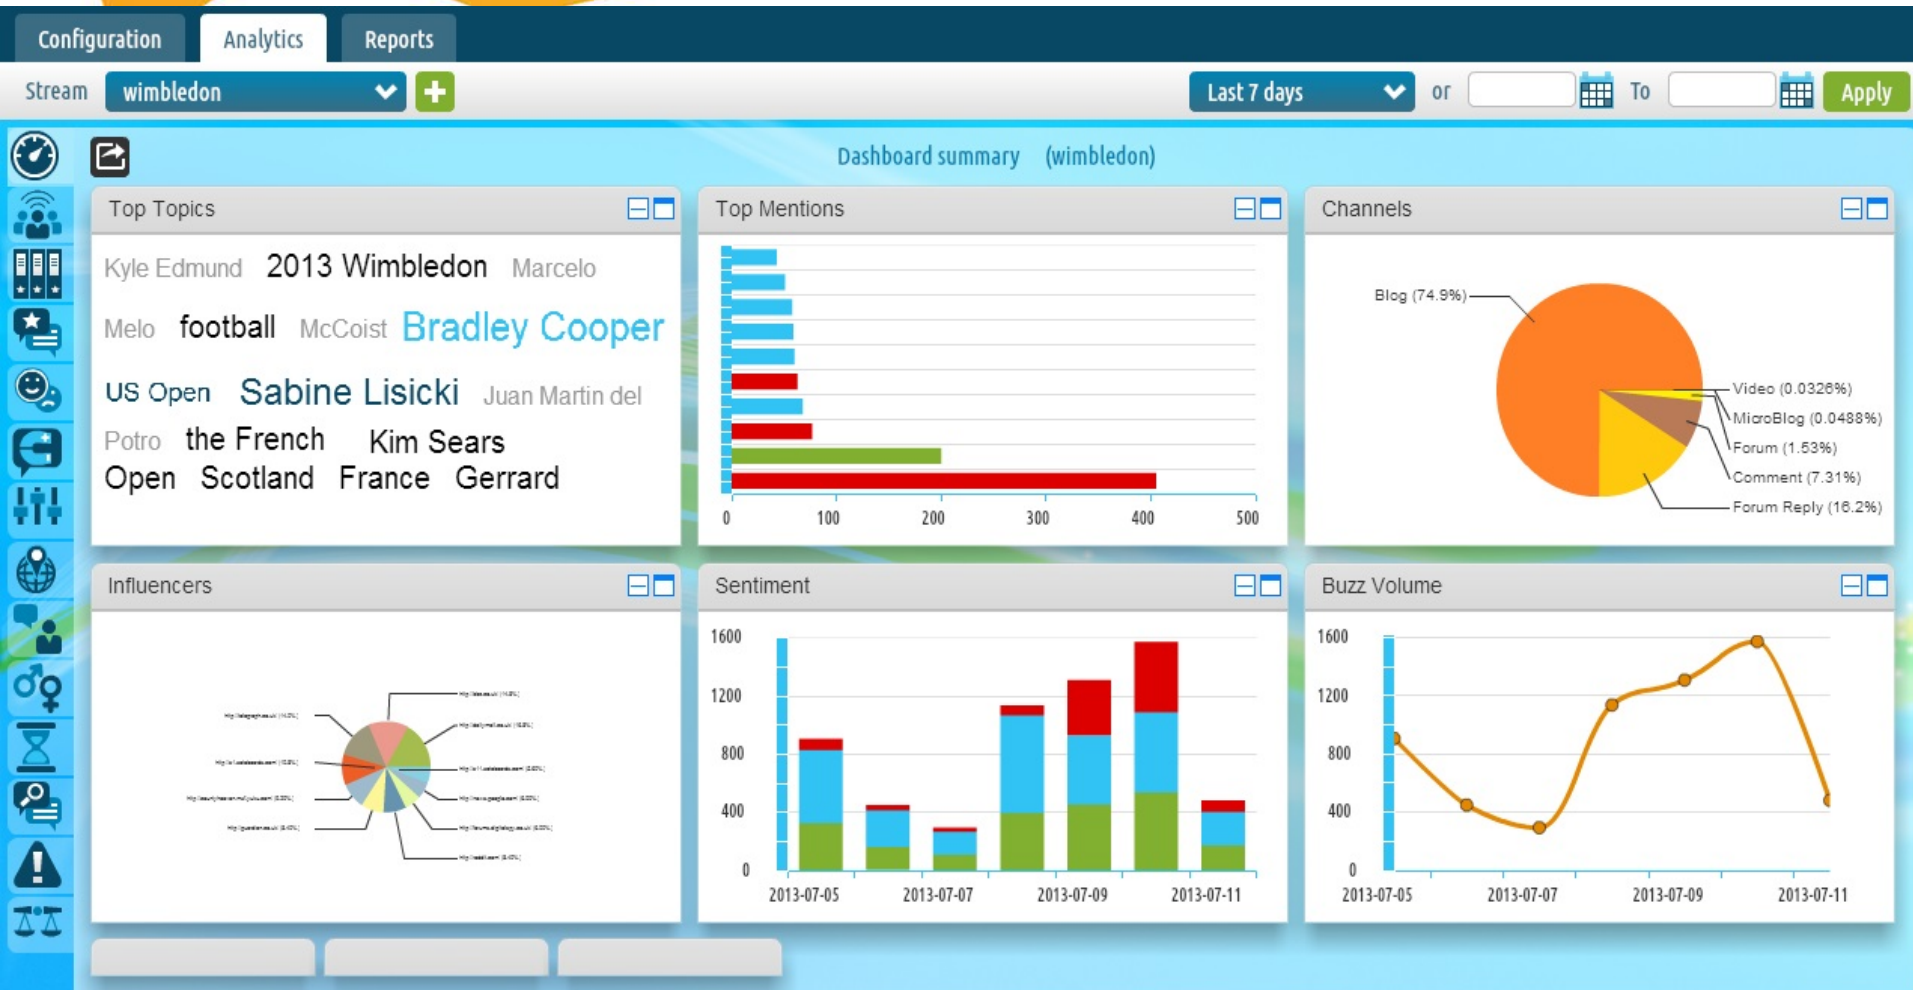 Configuration Analytics Reports
Stream wimbledon Last 7 days or To Apply
Dashboard summary (wimbledon)
Top Topics
Kyle Edmund 2013 Wimbledon Marcelo
Melo football McCoist Bradley Cooper
US Open Sabine Lisicki Juan Martin del
Potro the French Kim Sears
Open Scotland France Gerrard
Top Mentions
0 100 200 300 400 500
Channels
Blog (74.9%)
Video (0.0326%)
MicroBlog (0.0488%)
Forum (1.53%)
Comment (7.31%)
Forum Reply (16.2%)
Influencers
Sentiment
1600
1200
800
400
0
2013-07-05 2013-07-07 2013-07-09 2013-07-11
Buzz Volume
1600
1200
800
400
0
2013-07-05 2013-07-07 2013-07-09 2013-07-11